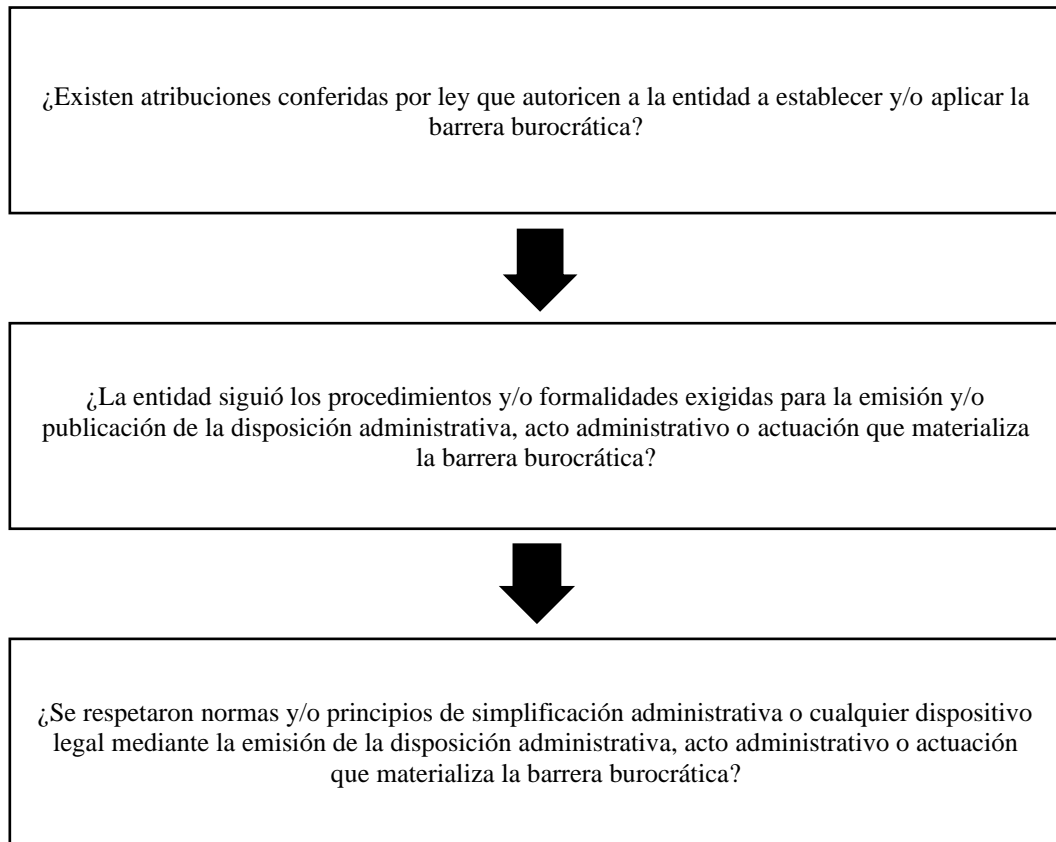 ¿Existen atribuciones conferidas por ley que autoricen a la entidad a establecer y/o aplicar la
barrera burocrática?
¿La entidad siguió los procedimientos y/o formalidades exigidas para la emisión y/o
publicación de la disposición administrativa, acto administrativo o actuación que materializa
la barrera burocrática?
¿Se respetaron normas y/o principios de simplificación administrativa o cualquier dispositivo
legal mediante la emisión de la disposición administrativa, acto administrativo o actuación
que materializa la barrera burocrática?